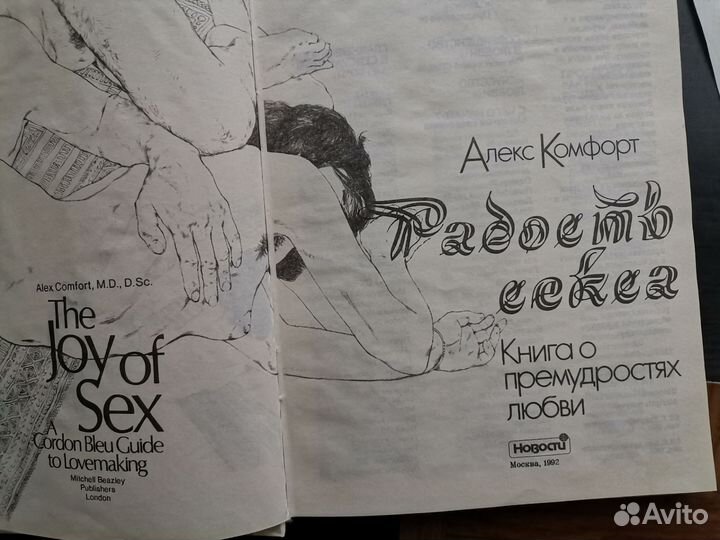 Alex Comfort, M.D., D.Sc.
The
Joy of
Sex
A
Cordon Bleu Guide
to Lovemaking
Mitchell Beazley
Publishers
London
Алекс Комфорт
Радость
секса
Книга о
премудростях
любви
Новости
Москва, 1992
Avito